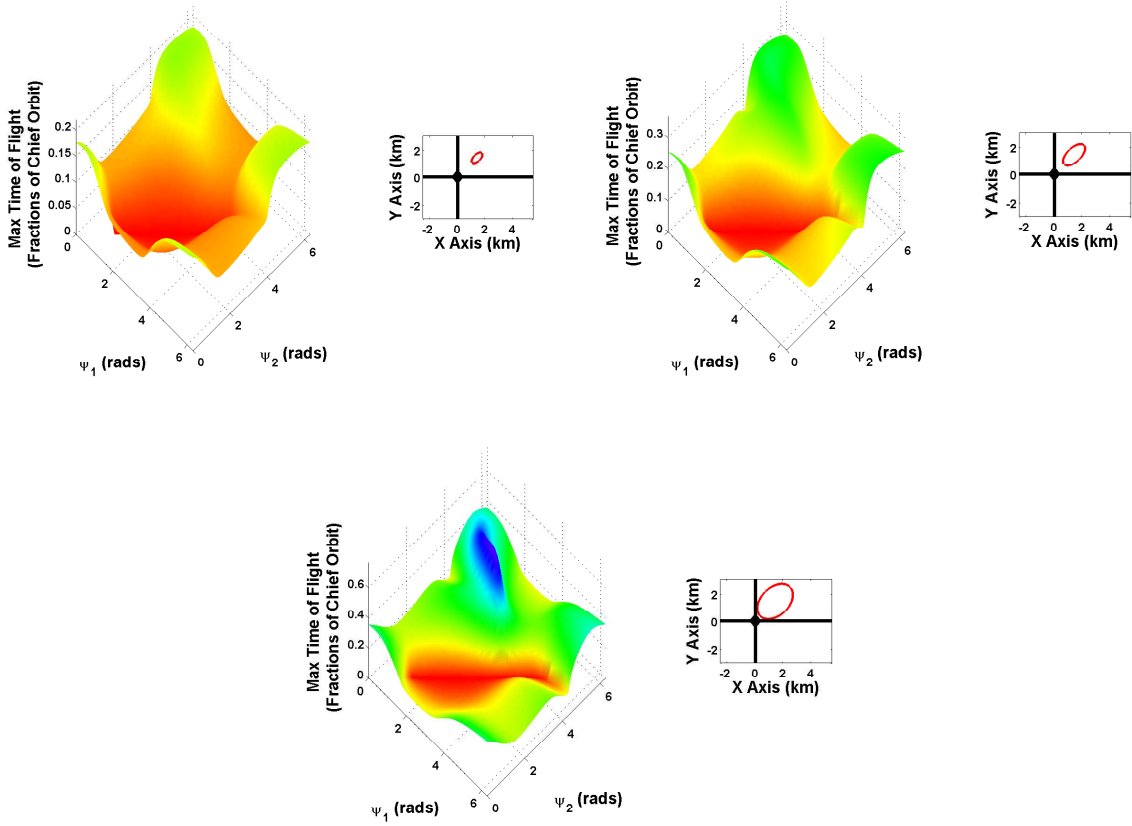 Max Time of Flight
(Fractions of Chief Orbit)
0.2
0.15
0.1
0.05
0
0
2
4
6
ψ1 (rads)
0
2
4
6
ψ2 (rads)
Y Axis (km)
2
0
-2
-2 0 2 4
X Axis (km)
Max Time of Flight
(Fractions of Chief Orbit)
0.3
0.2
0.1
0
0
2
4
6
ψ1 (rads)
0
2
4
6
ψ2 (rads)
Y Axis (km)
2
0
-2
-2 0 2 4
X Axis (km)
Max Time of Flight
(Fractions of Chief Orbit)
0.6
0.4
0.2
0
0
2
4
6
ψ1 (rads)
0
2
4
6
ψ2 (rads)
Y Axis (km)
2
0
-2
-2 0 2 4
X Axis (km)